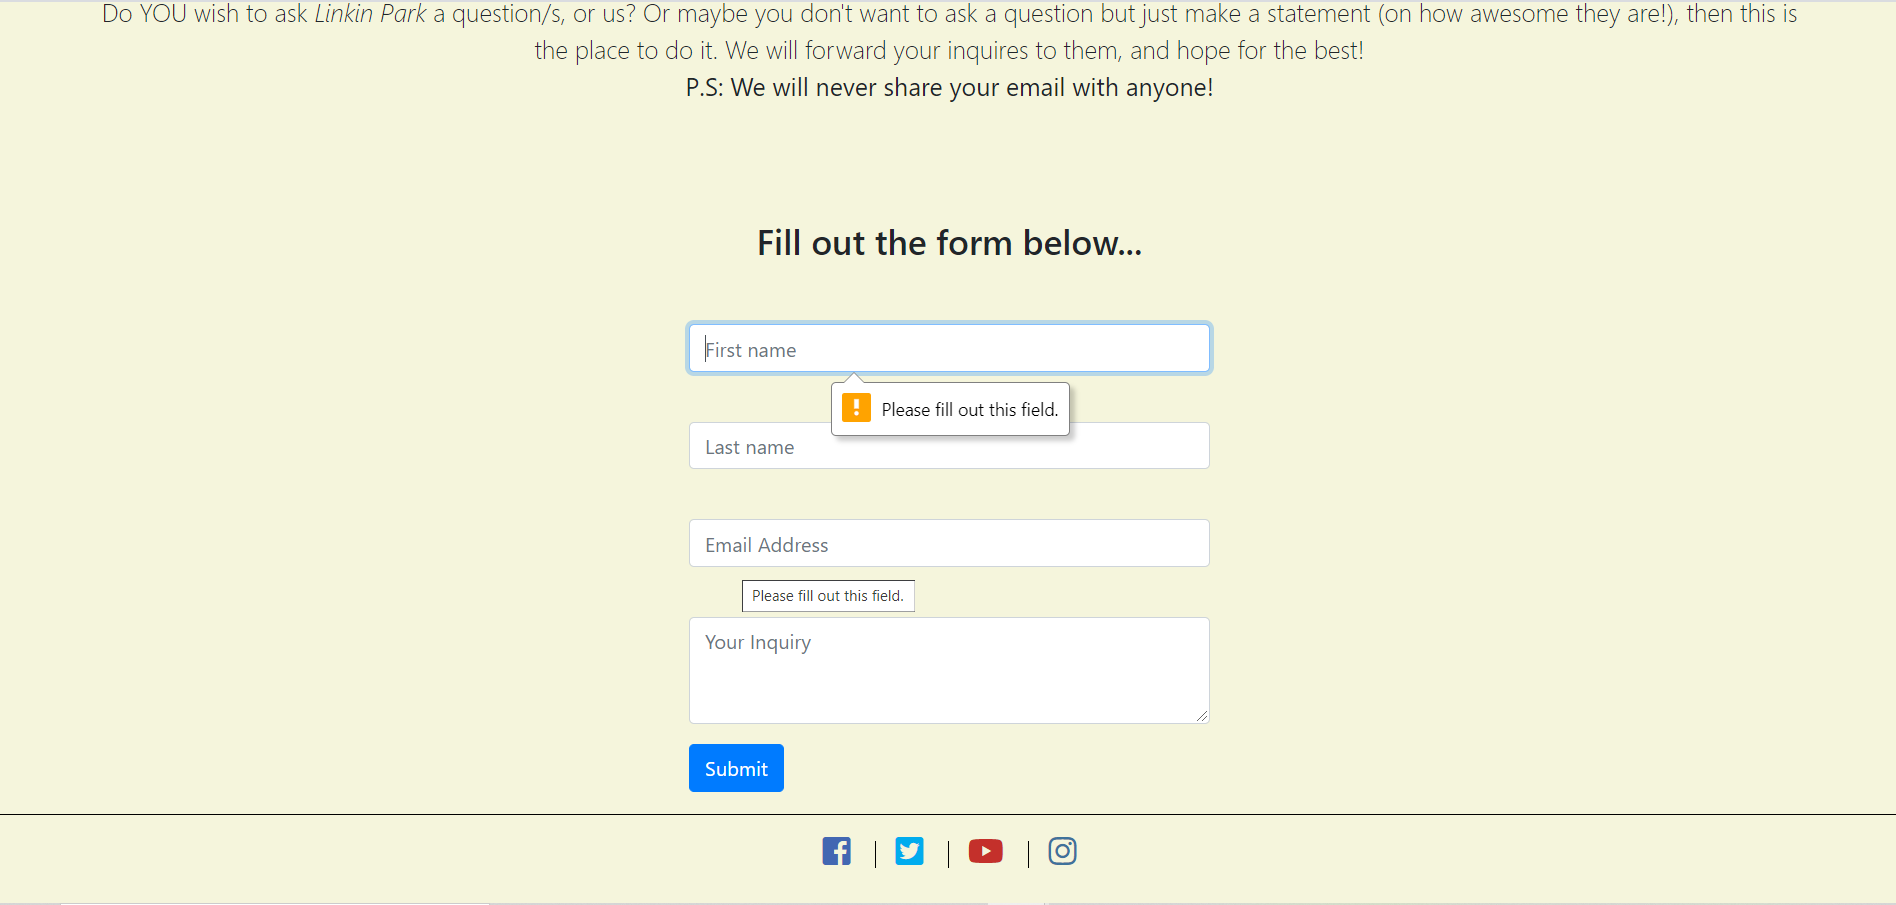 Do YOU wish to ask Linkin Park a question/s, or us? Or maybe you don't want to ask a question but just make a statement (on how awesome they are!), then this is
the place to do it. We will forward your inquires to them, and hope for the best!
P.S: We will never share your email with anyone!
Fill out the form below...
First name
Please fill out this field.
Last name
Email Address
Please fill out this field.
Your Inquiry
Submit